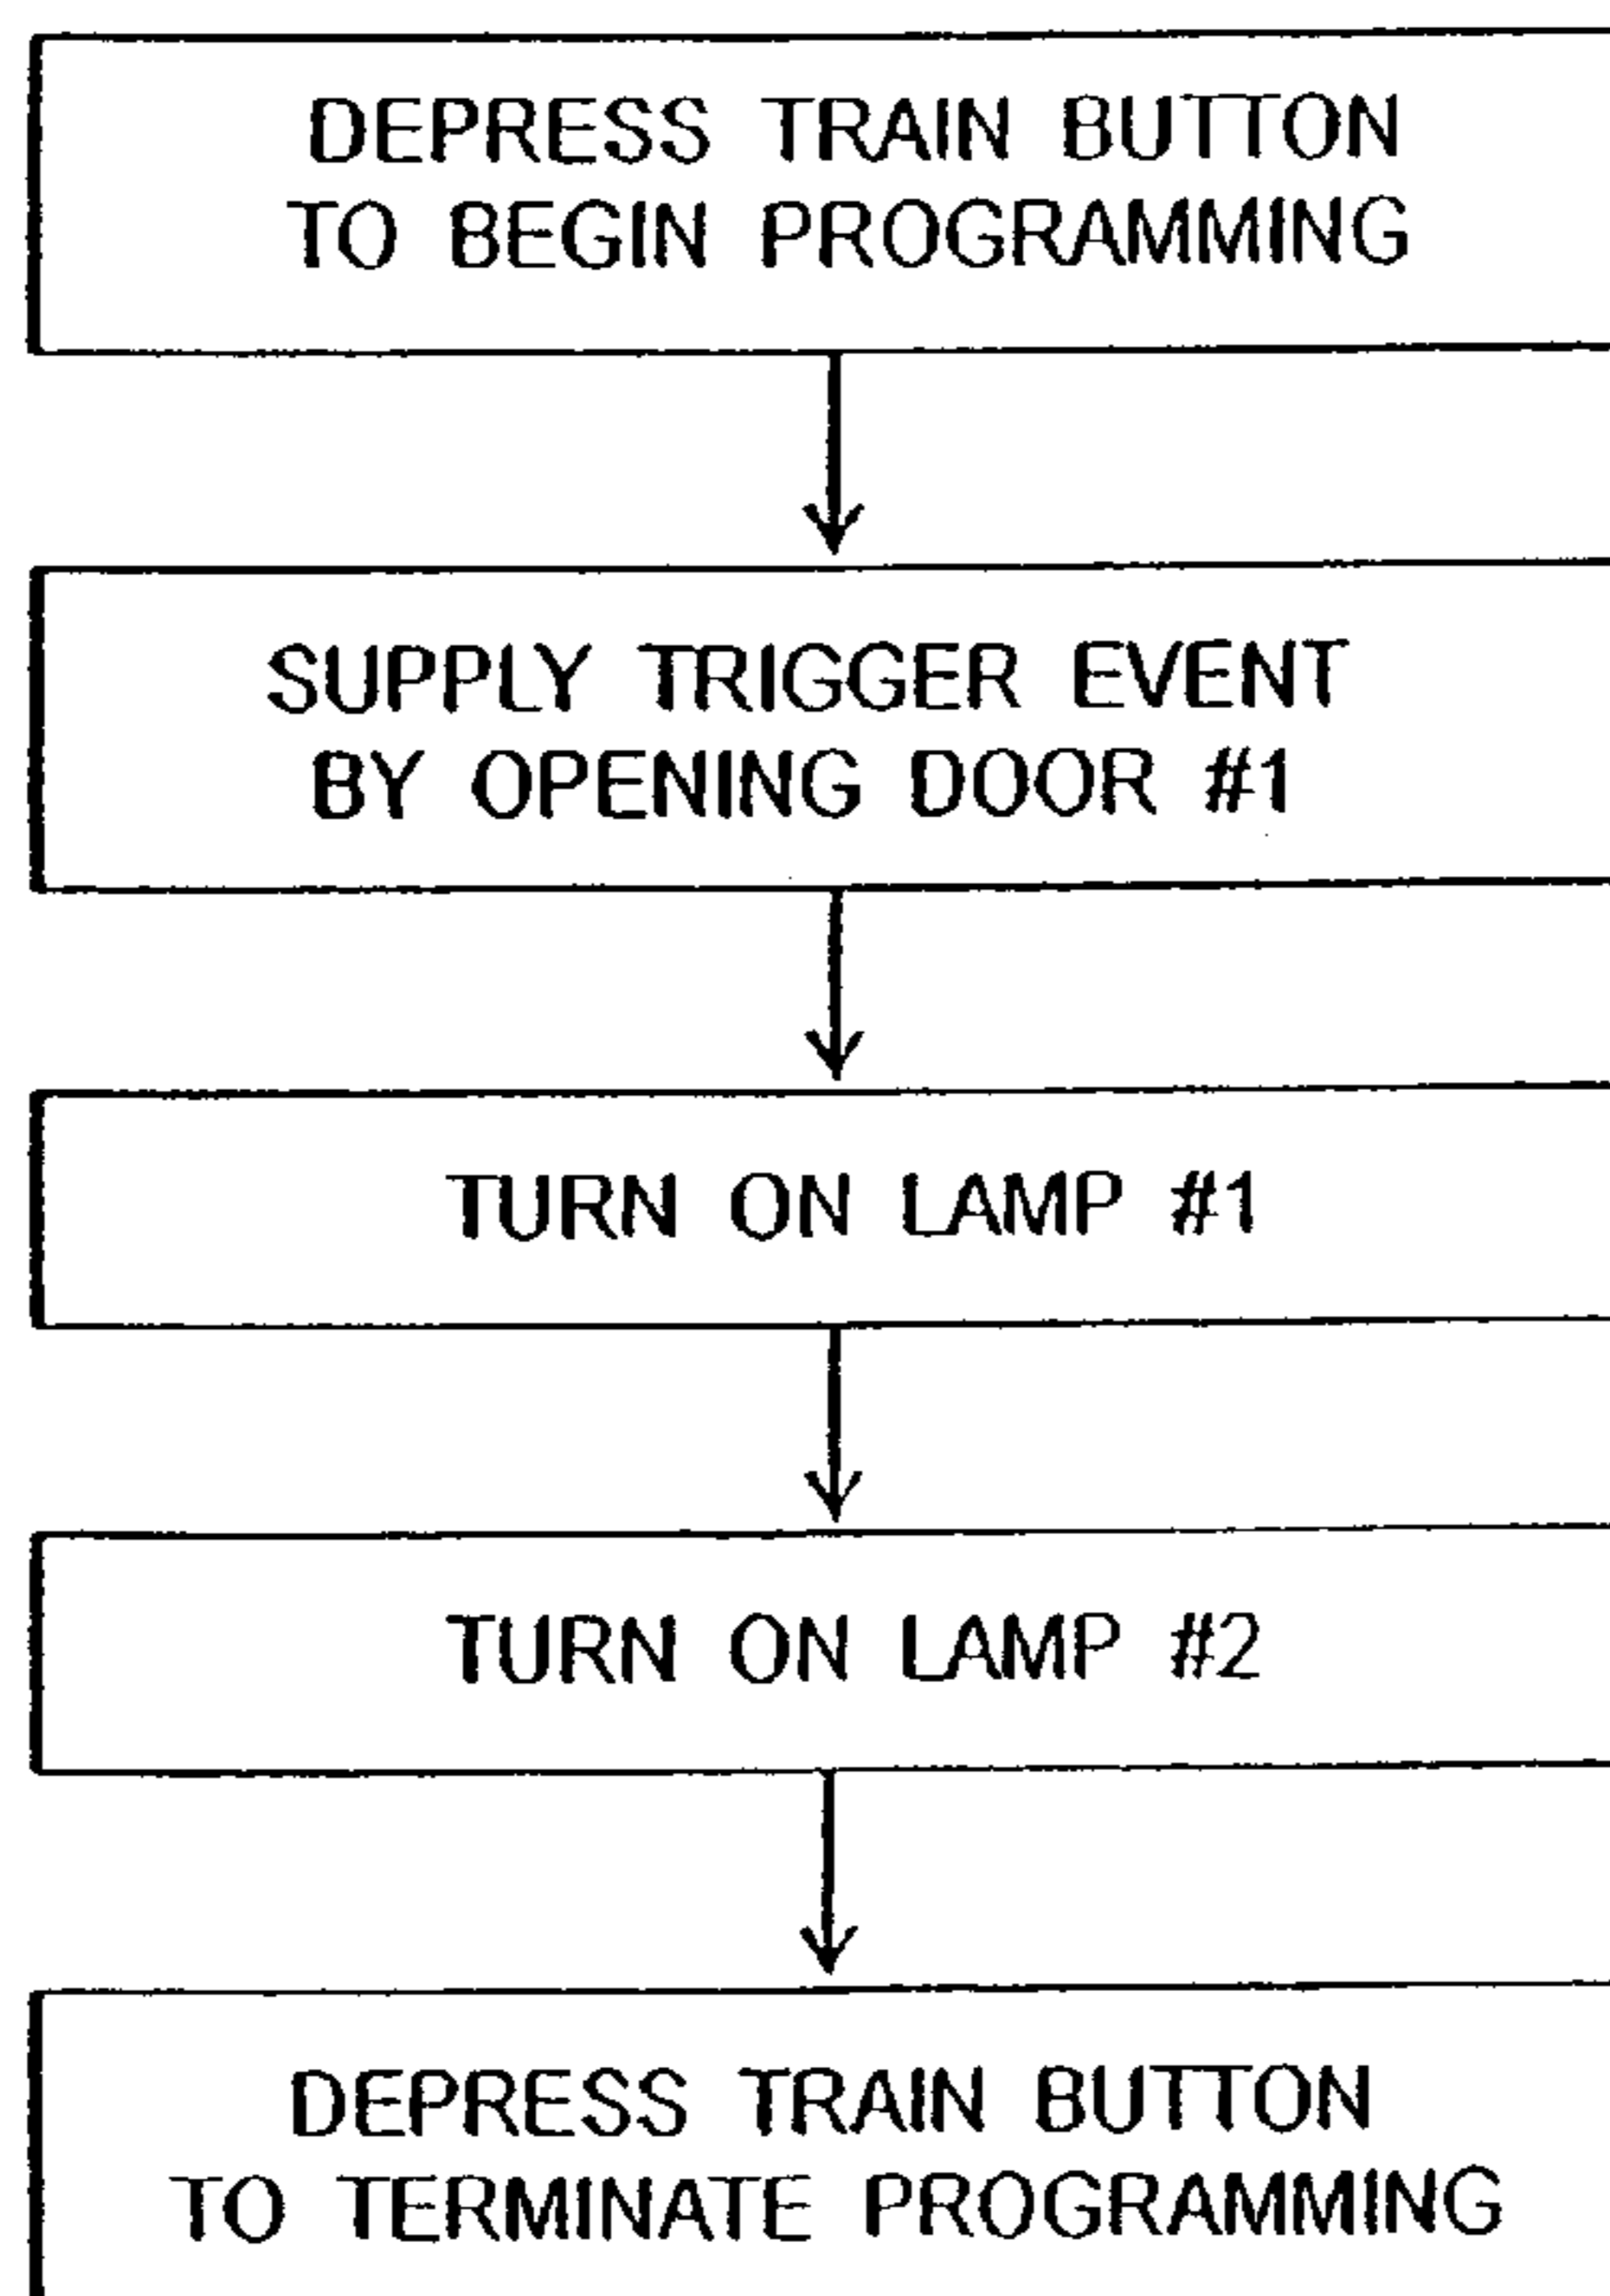 DEPRESS TRAIN BUTTON
TO BEGIN PROGRAMMING
SUPPLY TRIGGER EVENT
BY OPENING DOOR #1
TURN ON LAMP #1
TURN ON LAMP #2
DEPRESS TRAIN BUTTON
TO TERMINATE PROGRAMMING